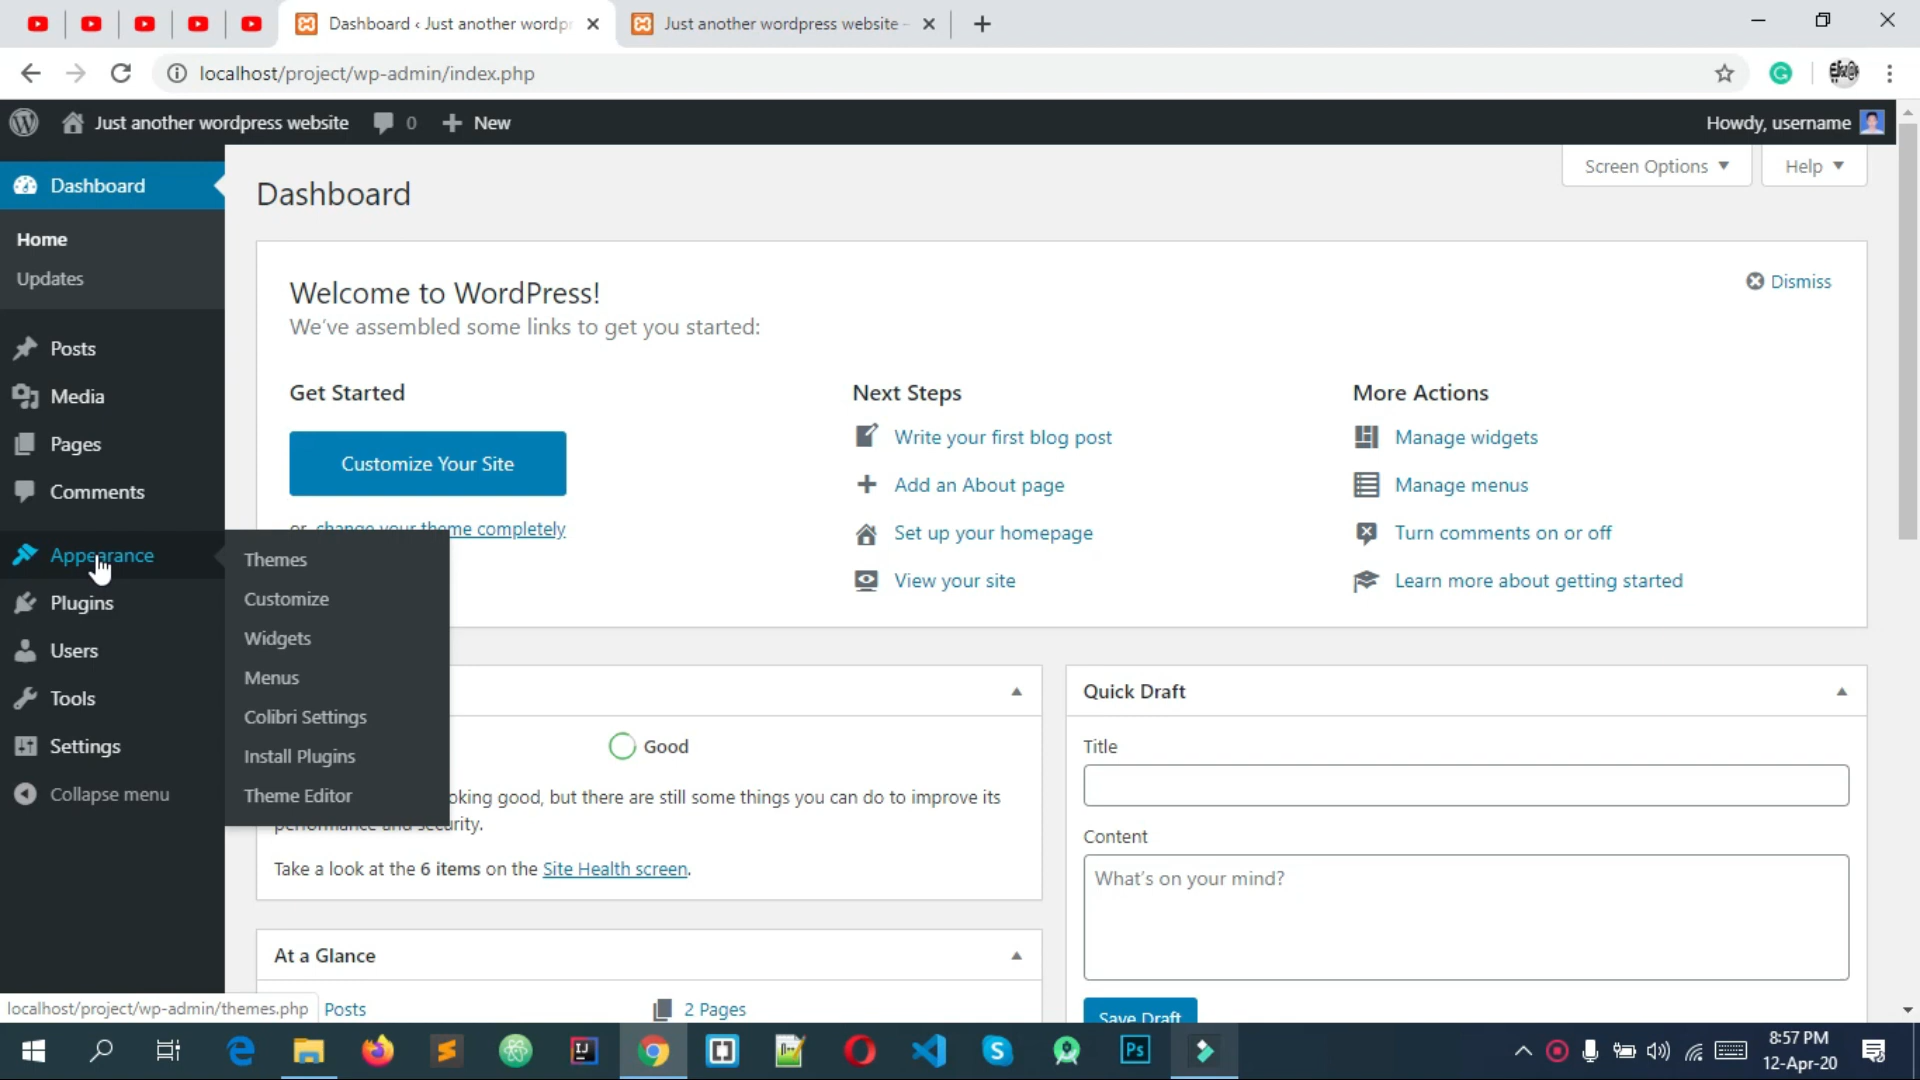 Dashboard ‹ Just another wordp
Just another wordpress website -
localhost/project/wp-admin/index.php
Just another wordpress website 0 New
Howdy, username
Screen Options
Help
Dashboard
Home
Updates
Posts
Media
Pages
Comments
Appearance
Plugins
Users
Tools
Settings
Collapse menu
Themes
Customize
Widgets
Menus
Colibri Settings
Install Plugins
Theme Editor
Dashboard
Welcome to WordPress!
Dismiss
We've assembled some links to get you started:
Get Started
Customize Your Site
or change your theme completely
Next Steps
Write your first blog post
Add an About page
Set up your homepage
View your site
More Actions
Manage widgets
Manage menus
Turn comments on or off
Learn more about getting started
Good
oking good, but there are still some things you can do to improve its
performance and security.
Take a look at the 6 items on the Site Health screen.
At a Glance
Posts
2 Pages
Quick Draft
Title
Content
What's on your mind?
Save Draft
localhost/project/wp-admin/themes.php
8:57 PM
12-Apr-20